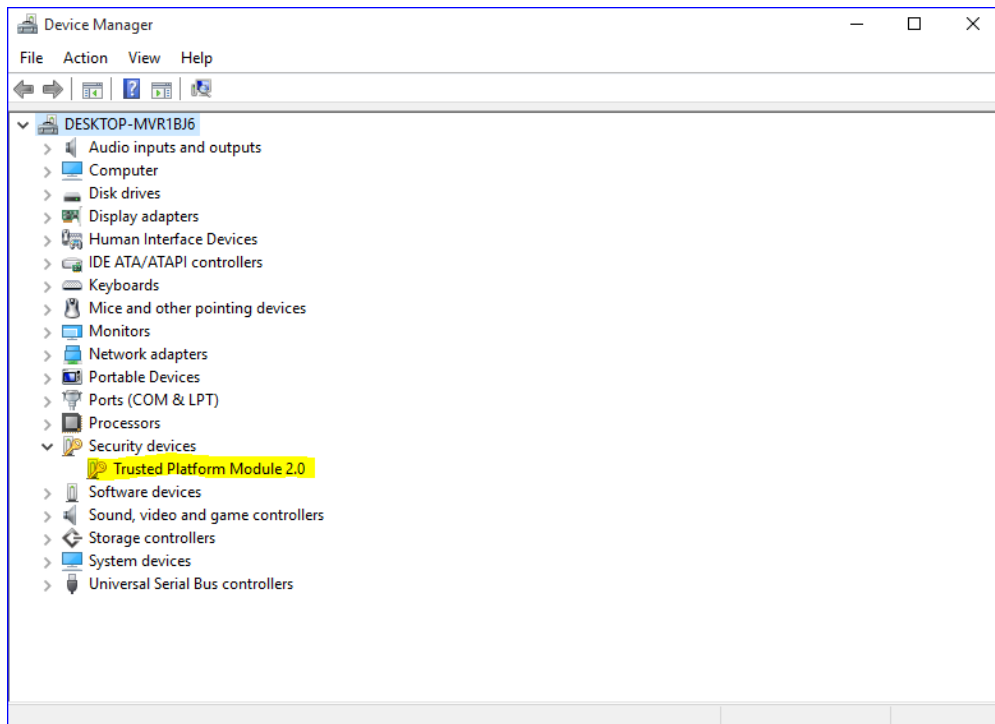 Device Manager
File Action View Help
DESKTOP-MVR1BJ6
Audio inputs and outputs
Computer
Disk drives
Display adapters
Human Interface Devices
IDE ATA/ATAPI controllers
Keyboards
Mice and other pointing devices
Monitors
Network adapters
Portable Devices
Ports (COM & LPT)
Processors
Security devices
Trusted Platform Module 2.0
Software devices
Sound, video and game controllers
Storage controllers
System devices
Universal Serial Bus controllers